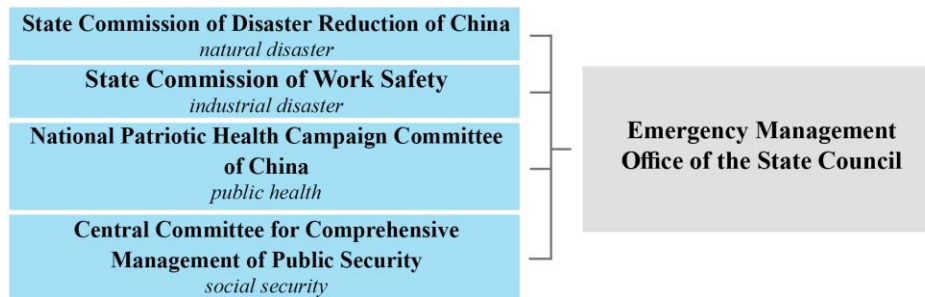 State Commission of Disaster Reduction of China
natural disaster
State Commission of Work Safety
industrial disaster
National Patriotic Health Campaign Committee
of China
public health
Central Committee for Comprehensive
Management of Public Security
social security
Emergency Management
Office of the State Council